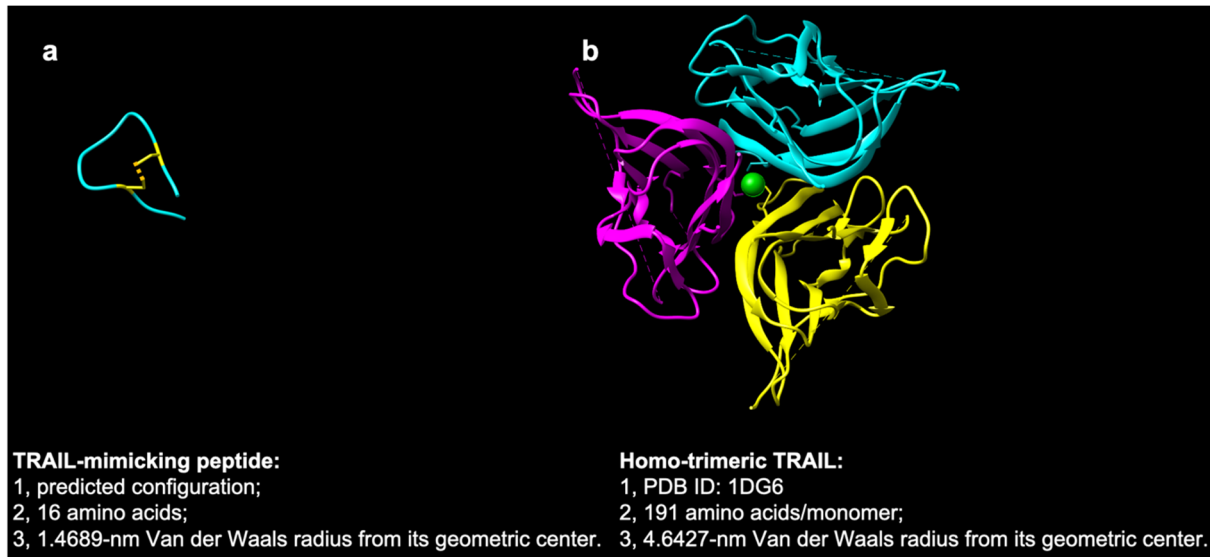 a
b
TRAIL-mimicking peptide:
1, predicted configuration;
2, 16 amino acids;
3, 1.4689-nm Van der Waals radius from its geometric center.
Homo-trimeric TRAIL:
1, PDB ID: 1DG6
2, 191 amino acids/monomer;
3, 4.6427-nm Van der Waals radius from its geometric center.